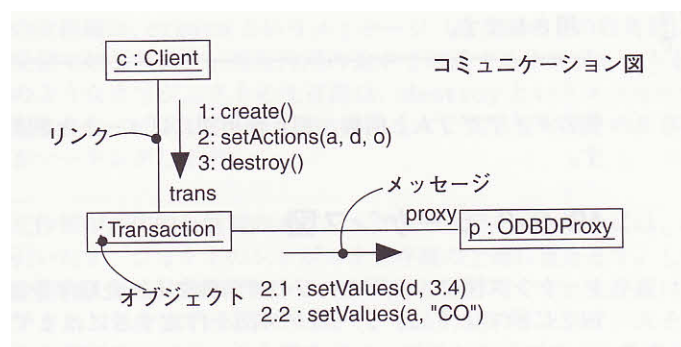 c : Client
コミュニケーション図
リンク
1: create()
2: setActions(a, d, o)
3: destroy()
trans
メッセージ
proxy
: Transaction
p : ODBDProxy
オブジェクト
2.1 : setValues(d, 3.4)
2.2 : setValues(a, "CO")